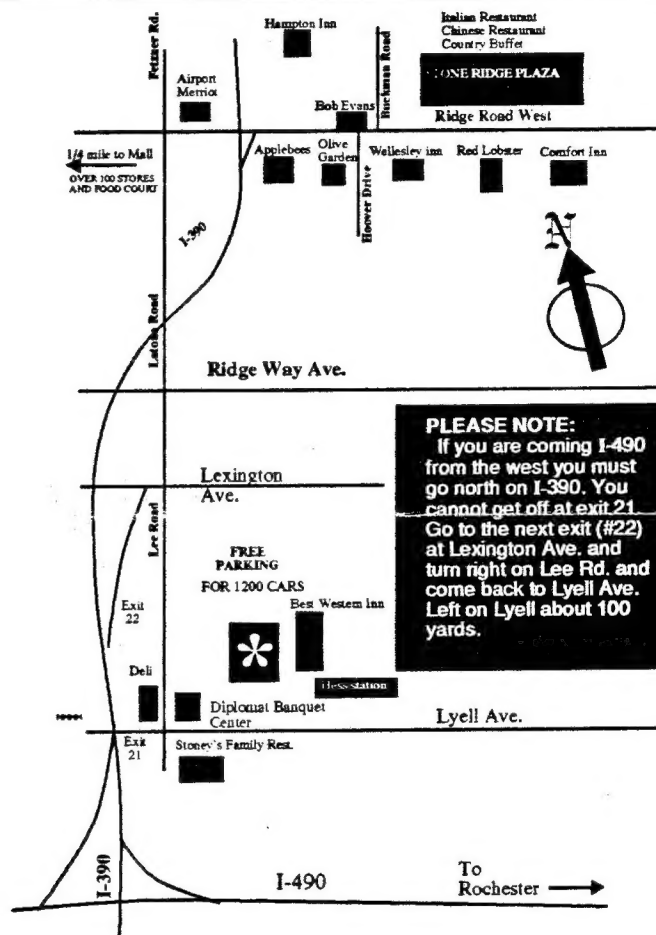 Fetzner Rd.
Hampton Inn
Buckman Road
Italian Restaurant
Chinese Restaurant
Country Buffet
TONE RIDGE PLAZA
Airport
Marriot
Bob Evans
Ridge Road West
1/4 mile to Mall
OVER 100 STORES
AND FOOD COURT
Applebees
Olive
Garden
Wellesley inn
Red Lobster
Comfort Inn
Hoover Drive
I-390
N
Latona Road
Ridge Way Ave.
PLEASE NOTE:
If you are coming I-490
from the west you must
go north on I-390. You
cannot get off at exit 21.
Go to the next exit (#22)
at Lexington Ave. and
turn right on Lee Rd. and
come back to Lyell Ave.
Left on Lyell about 100
yards.
Lexington
Ave.
Lee Road
FREE
PARKING
FOR 1200 CARS
Exit
22
Best Western Inn
*
Deli
Hess station
Diplomat Banquet
Center
Lyell Ave.
Exit
21
Stoney's Family Rest.
I-390
I-490
To
Rochester